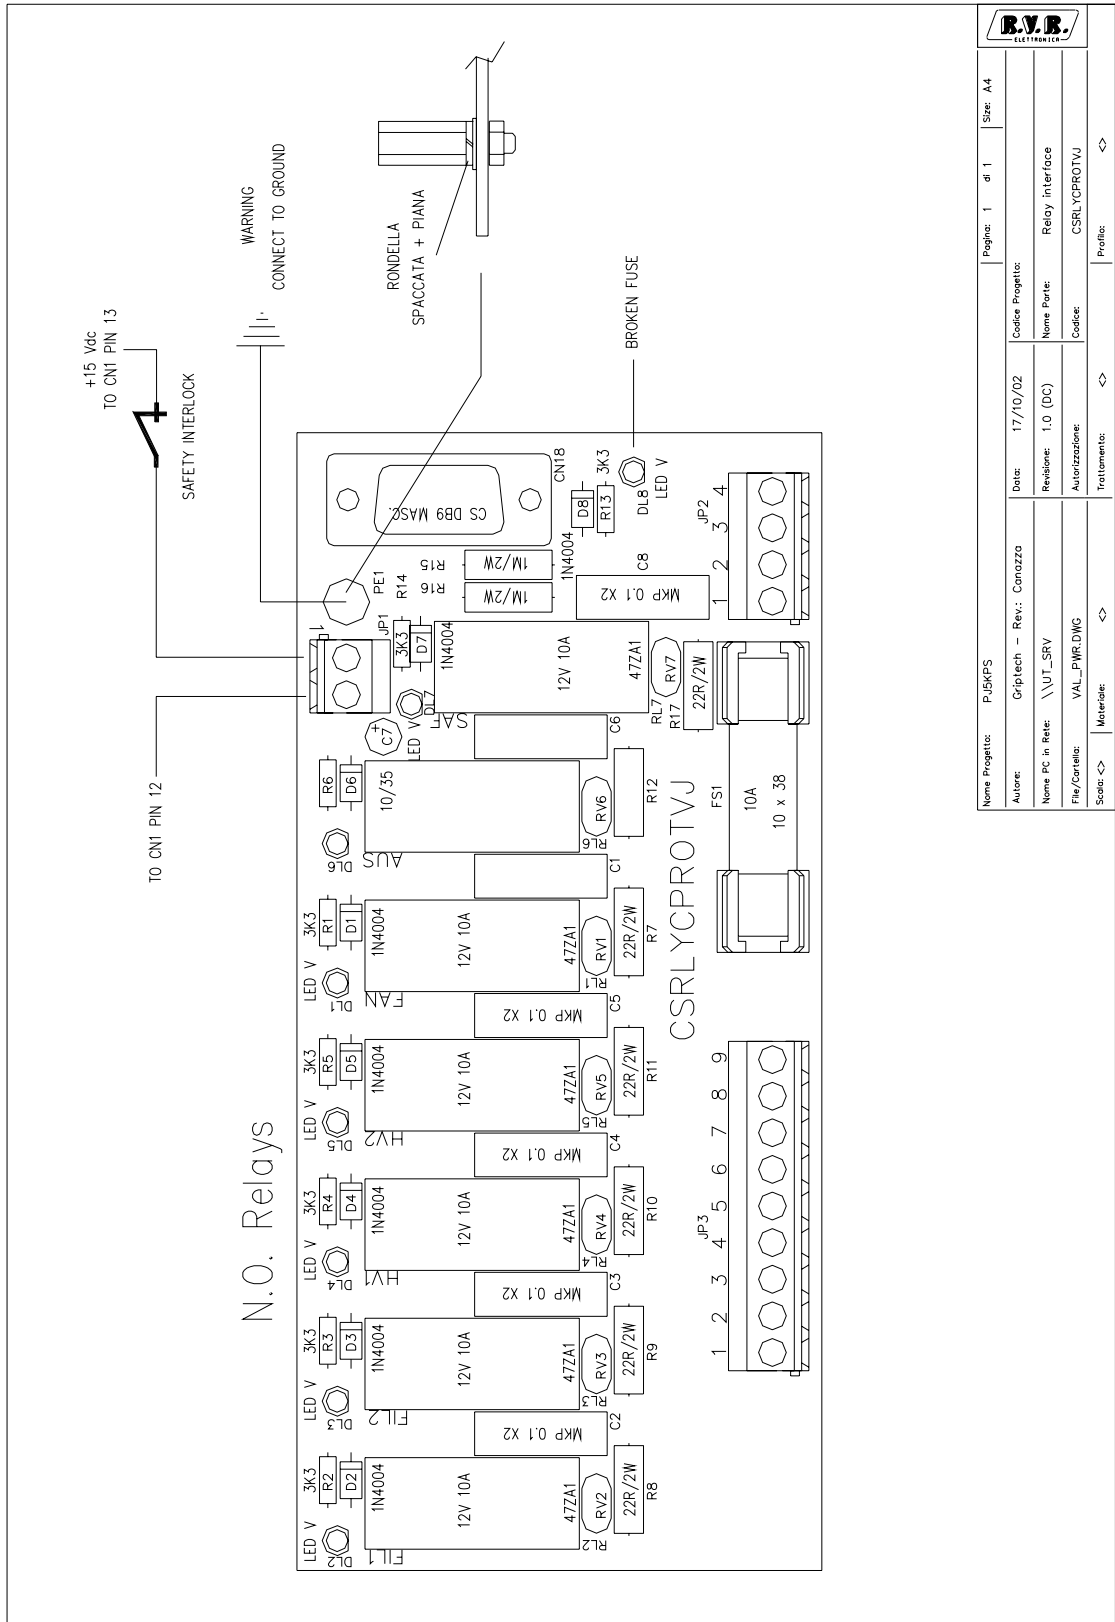 +15 Vdc
TO CN1 PIN 13
SAFETY INTERLOCK
TO CN1 PIN 12
WARNING
CONNECT TO GROUND
RONDELLA
SPACCATA + PIANA
BROKEN FUSE
N.O. Relays
LED V
DL2
3K3
R2
D2
FIL1
1N4004
12V 10A
47ZA1
RL2
RV2
22R/2W
R8
MKP 0.1 X2
C2
LED V
DL3
3K3
R3
D3
FIL2
1N4004
12V 10A
47ZA1
RL3
RV3
22R/2W
R9
MKP 0.1 X2
C3
LED V
DL4
3K3
R4
D4
HV1
1N4004
12V 10A
47ZA1
RL4
RV4
22R/2W
R10
MKP 0.1 X2
C4
LED V
DL5
3K3
R5
D5
HV2
1N4004
12V 10A
47ZA1
RL5
RV5
22R/2W
R11
MKP 0.1 X2
C5
LED V
DL1
3K3
R1
D1
FAN
1N4004
12V 10A
47ZA1
RL1
RV1
22R/2W
R7
C1
DL6
R6
D6
AUS
10/35
RL6
RV6
R12
C6
+
C7
LED V
DL7
SAF
1
JP1
3K3
R14
D7
1N4004
12V 10A
47ZA1
RL7
RV7
R17
22R/2W
PE1
R15
1M/2W
R16
1M/2W
1N4004
MKP 0.1 X2
C8
CS DB9 MASC.
CN18
D8
R13
3K3
DL8
LED V
CSRLYCPROTVJ
JP3
1 2 3 4 5 6 7 8 9
FS1
10A
10 x 38
JP2
1 2 3 4
Nome Progetto: PJ5KPS
Pagina: 1 di 1
Size: A4
R.V.R.
ELETTRONICA
Autore: Griptech - Rev.: Canazza
Data: 17/10/02
Codice Progetto:
Nome PC in Rete: \\UT_SRV
Revisione: 1.0 (DC)
Nome Parte: Relay interface
File/Cartella: VAL_PWR.DWG
Autorizzazione:
Codice: CSRLYCPROTVJ
Scala: <>
Materiale: <>
Trattamento: <>
Profilo: <>